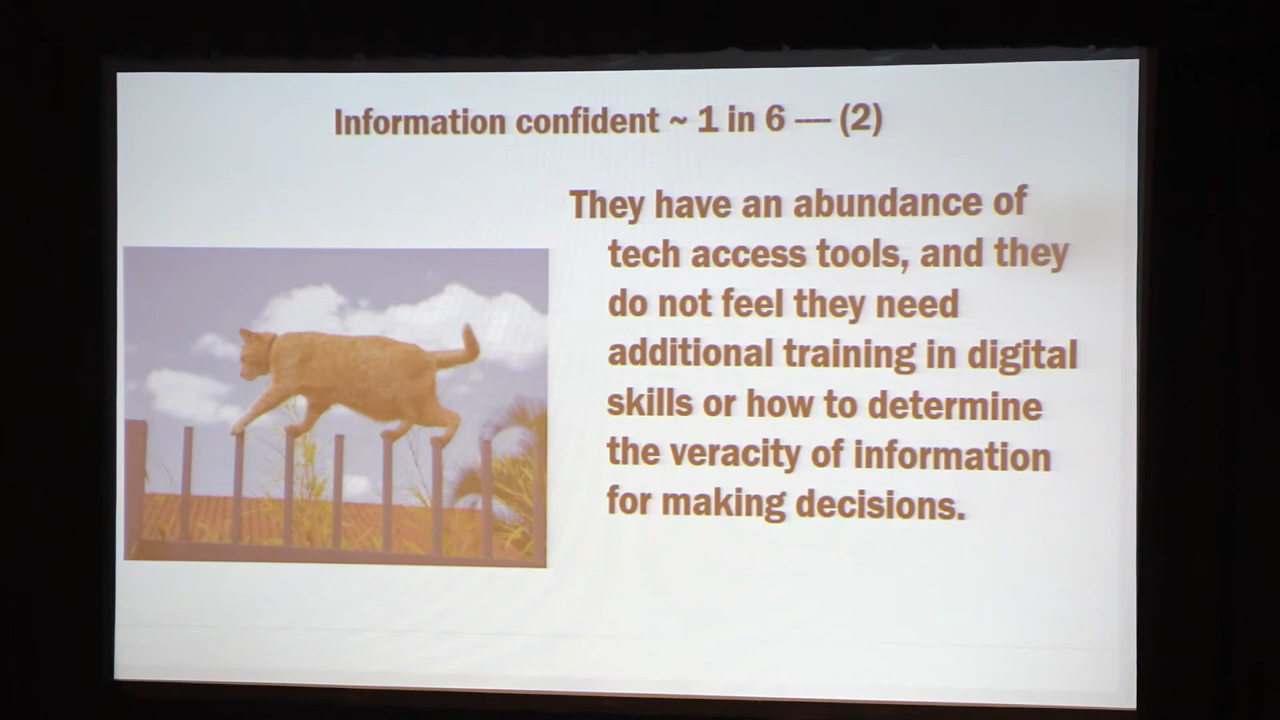 Information confident ~ 1 in 6 –– (2)
They have an abundance of
tech access tools, and they
do not feel they need
additional training in digital
skills or how to determine
the veracity of information
for making decisions.